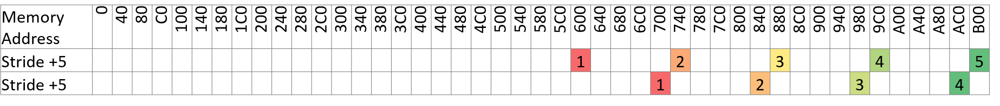 Memory Address 0 40 80 C0 100 140 180 1C0 200 240 280 2C0 300 340 380 3C0 400 440 480 4C0 500 540 580 5C0 600 640 680 6C0 700 740 780 7C0 800 840 880 8C0 900 940 980 9C0 A00 A40 A80 AC0 B00
Stride +5 1 2 3 4 5
Stride +5 1 2 3 4